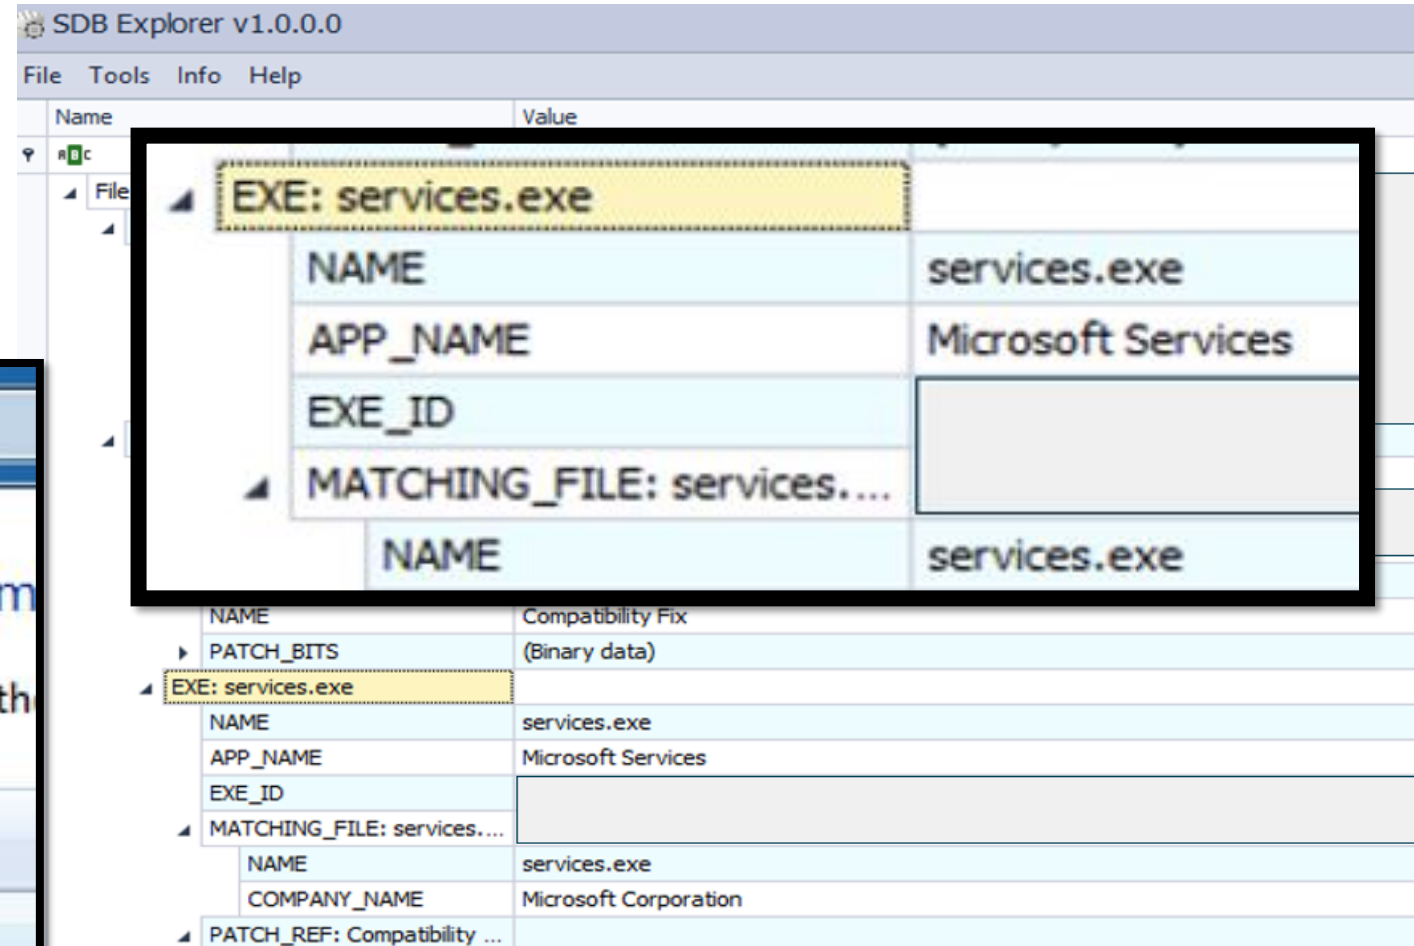 SDB Explorer v1.0.0.0
File Tools Info Help
Name Value
ABC
File
EXE: services.exe
NAME services.exe
APP_NAME Microsoft Services
EXE_ID
MATCHING_FILE: services....
NAME services.exe
NAME Compatibility Fix
PATCH_BITS (Binary data)
EXE: services.exe
NAME services.exe
APP_NAME Microsoft Services
EXE_ID
MATCHING_FILE: services....
NAME services.exe
COMPANY_NAME Microsoft Corporation
PATCH_REF: Compatibility ...
m
th